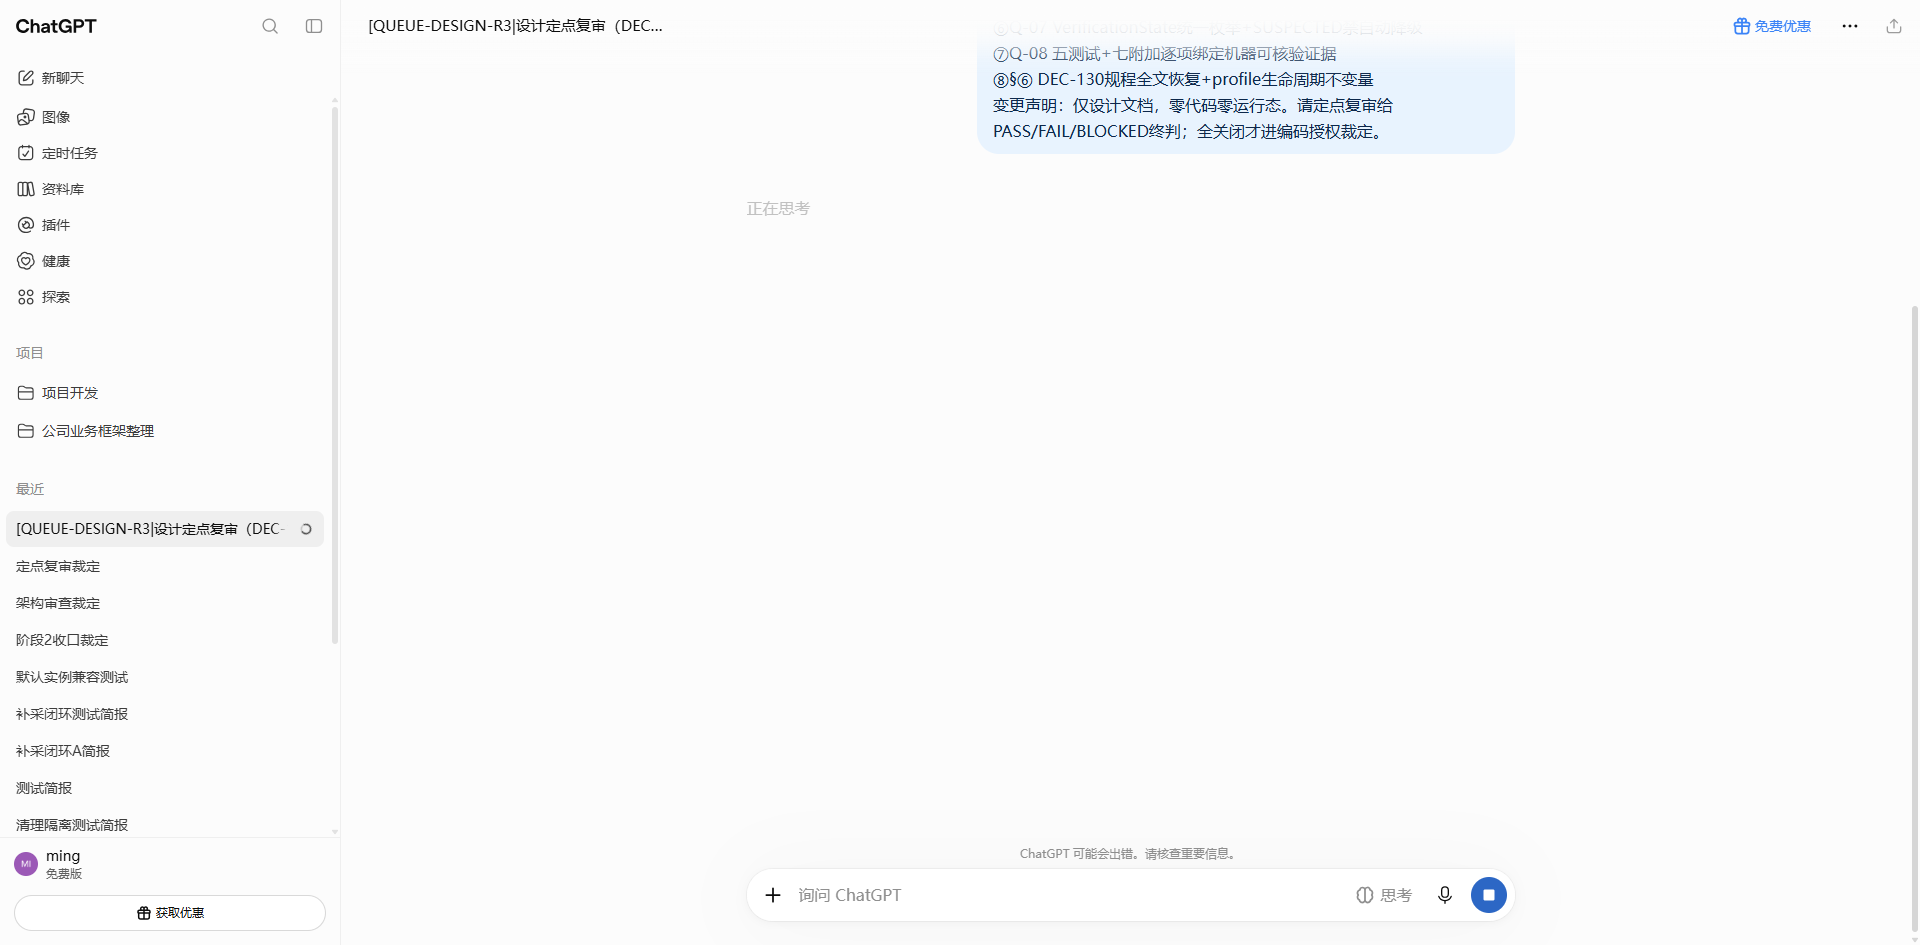 ChatGPT
新聊天
图像
定时任务
资料库
插件
健康
探索
项目
项目开发
公司业务框架整理
最近
[QUEUE-DESIGN-R3|设计定点复审（DEC-
定点复审裁定
架构审查裁定
阶段2收口裁定
默认实例兼容测试
补采闭环测试简报
补采闭环A简报
测试简报
清理隔离测试简报
MI
ming
免费版
获取优惠
[QUEUE-DESIGN-R3|设计定点复审（DEC...
免费优惠
⑦Q-08 五测试+七附加逐项绑定机器可核验证据
⑧§⑥ DEC-130规程全文恢复+profile生命周期不变量
变更声明：仅设计文档，零代码零运行态。请定点复审给
PASS/FAIL/BLOCKED终判；全关闭才进编码授权裁定。
正在思考
ChatGPT 可能会出错。请核查重要信息。
询问 ChatGPT
思考